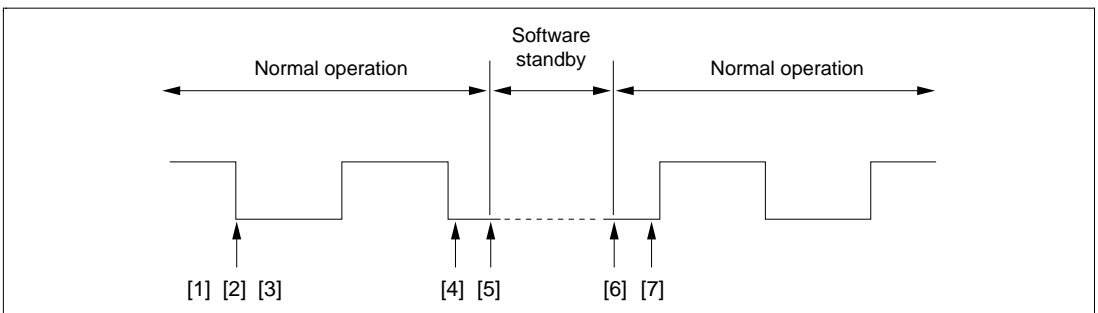 Software
standby
Normal operation
Normal operation
[1] [2] [3]
[4] [5]
[6] [7]